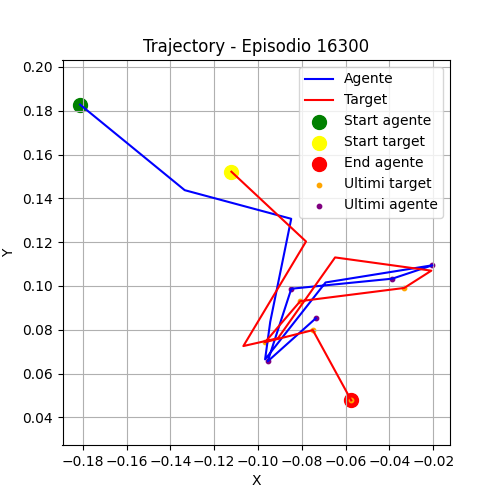 Trajectory - Episodio 16300
Agente
Target
Start agente
Start target
End agente
Ultimi target
Ultimi agente
0.20
0.18
0.16
0.14
0.12
0.10
0.08
0.06
0.04
Y
−0.18 −0.16 −0.14 −0.12 −0.10 −0.08 −0.06 −0.04 −0.02
X